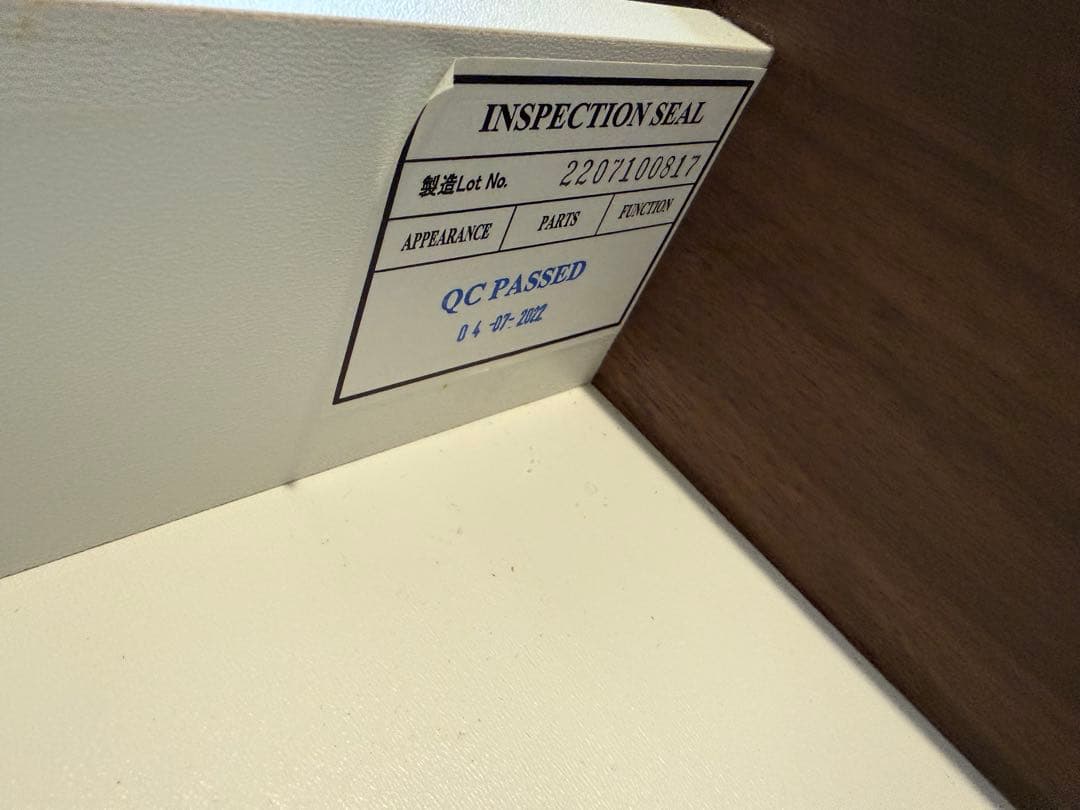 INSPECTION SEAL
製造Lot No. 2207100817
APPEARANCE PARTS FUNCTION
QC PASSED
04-07-2022